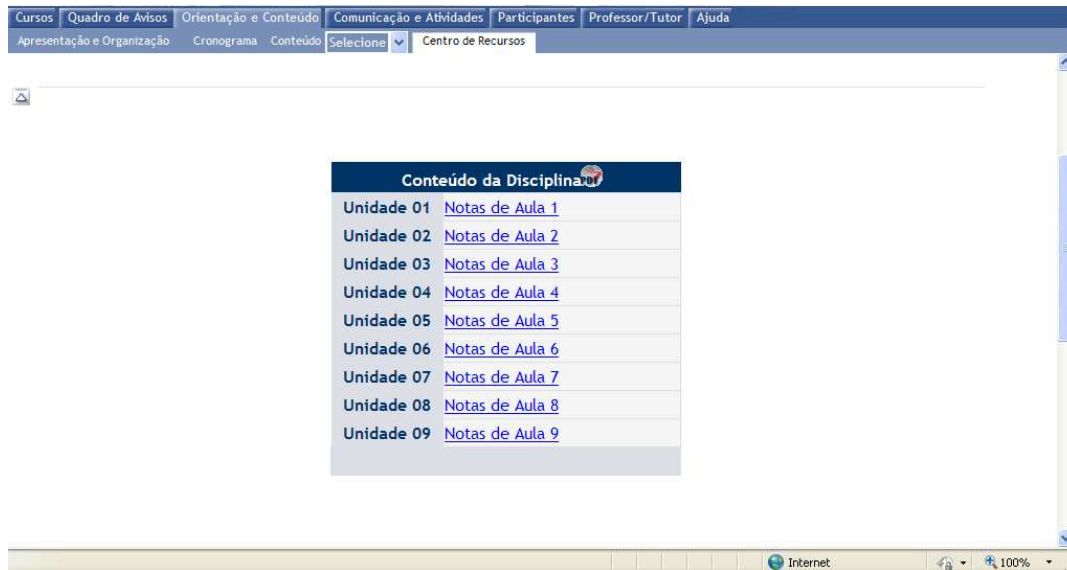 Cursos Quadro de Avisos Orientação e Conteúdo Comunicação e Atividades Participantes Professor/Tutor Ajuda
Apresentação e Organização Cronograma Conteúdo Selecione Centro de Recursos
Conteúdo da Disciplina
Unidade 01 Notas de Aula 1
Unidade 02 Notas de Aula 2
Unidade 03 Notas de Aula 3
Unidade 04 Notas de Aula 4
Unidade 05 Notas de Aula 5
Unidade 06 Notas de Aula 6
Unidade 07 Notas de Aula 7
Unidade 08 Notas de Aula 8
Unidade 09 Notas de Aula 9
Internet 100%